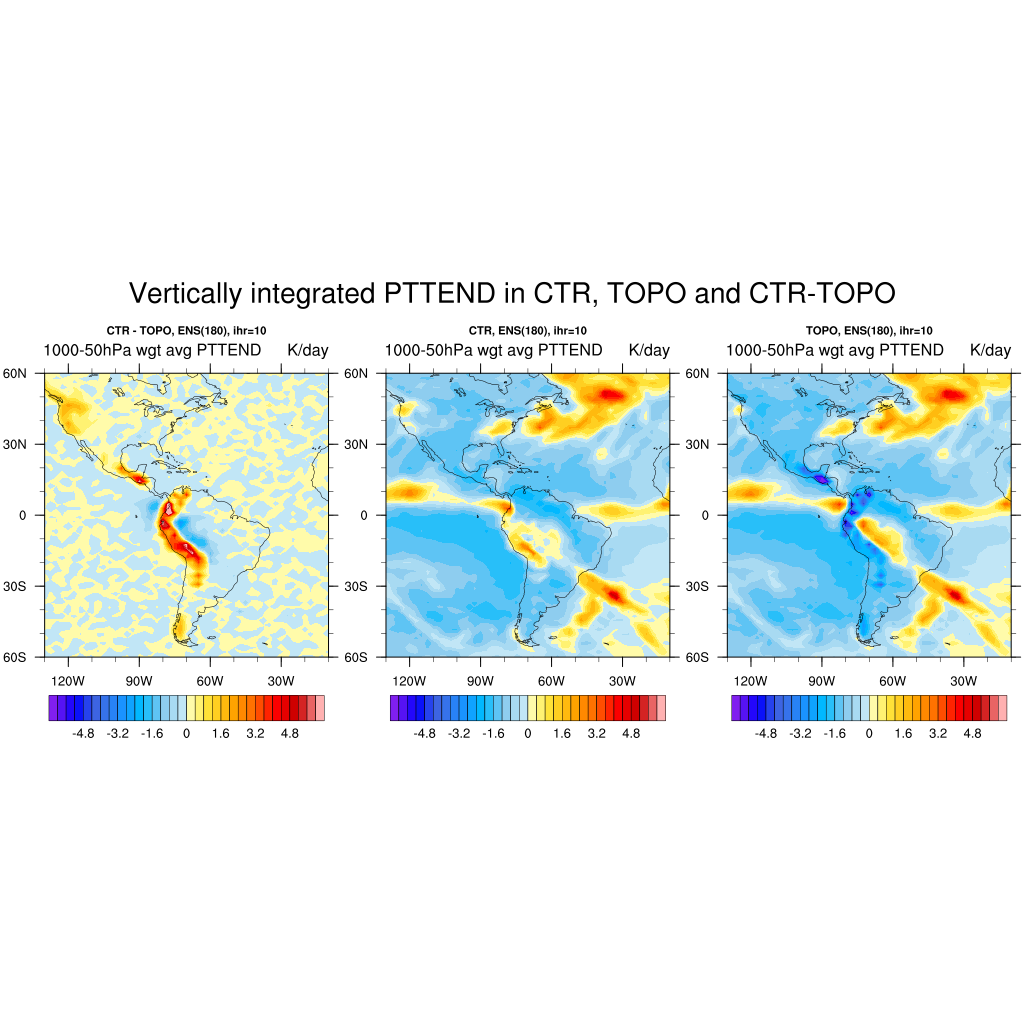 Vertically integrated PTTEND in CTR, TOPO and CTR-TOPO
CTR - TOPO, ENS(180), ihr=10
1000-50hPa wgt avg PTTEND K/day
60N
30N
0
30S
60S
120W 90W 60W 30W
-4.8 -3.2 -1.6 0 1.6 3.2 4.8
CTR, ENS(180), ihr=10
1000-50hPa wgt avg PTTEND K/day
60N
30N
0
30S
60S
120W 90W 60W 30W
-4.8 -3.2 -1.6 0 1.6 3.2 4.8
TOPO, ENS(180), ihr=10
1000-50hPa wgt avg PTTEND K/day
60N
30N
0
30S
60S
120W 90W 60W 30W
-4.8 -3.2 -1.6 0 1.6 3.2 4.8